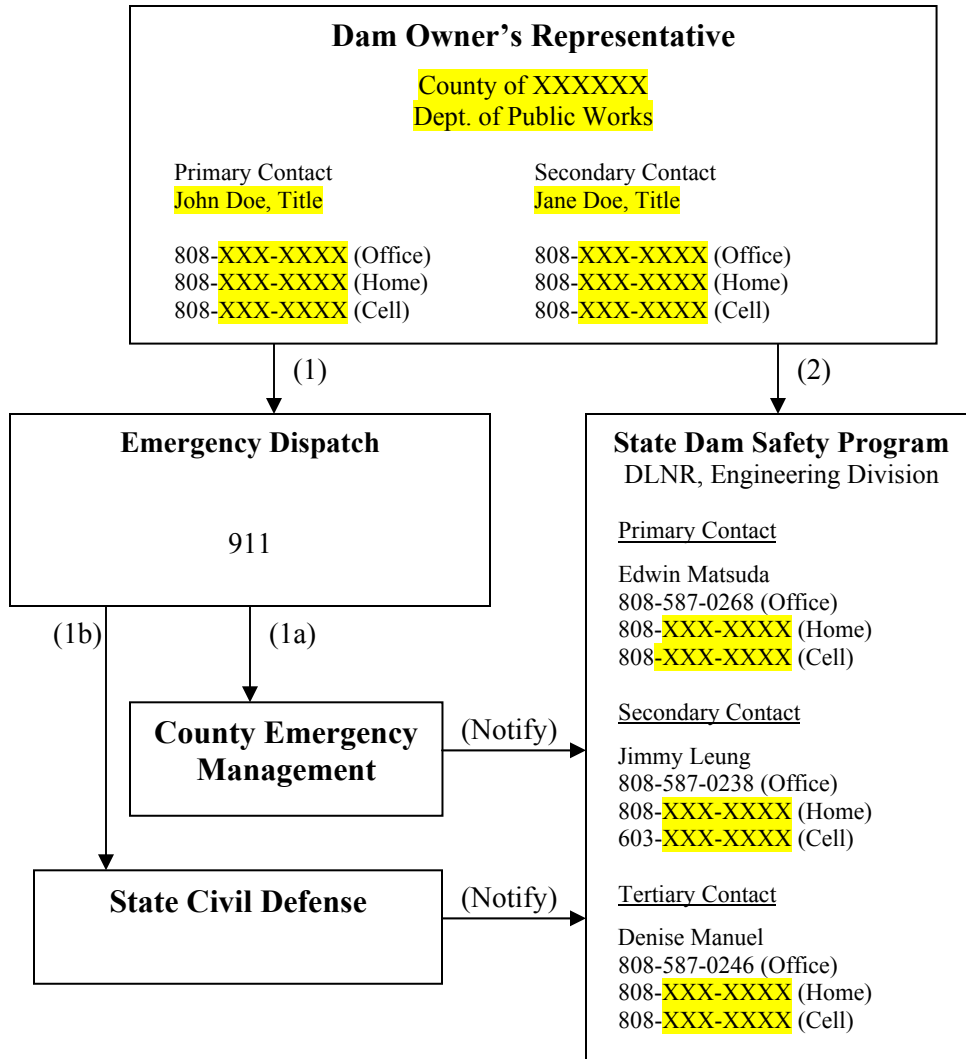 Dam Owner's Representative
County of XXXXXX
Dept. of Public Works
Primary Contact
John Doe, Title
808-XXX-XXXX (Office)
808-XXX-XXXX (Home)
808-XXX-XXXX (Cell)
Secondary Contact
Jane Doe, Title
808-XXX-XXXX (Office)
808-XXX-XXXX (Home)
808-XXX-XXXX (Cell)
(1)
(2)
Emergency Dispatch
911
(1b)
(1a)
County Emergency
Management
(Notify)
State Civil Defense
(Notify)
State Dam Safety Program
DLNR, Engineering Division
Primary Contact
Edwin Matsuda
808-587-0268 (Office)
808-XXX-XXXX (Home)
808-XXX-XXXX (Cell)
Secondary Contact
Jimmy Leung
808-587-0238 (Office)
808-XXX-XXXX (Home)
603-XXX-XXXX (Cell)
Tertiary Contact
Denise Manuel
808-587-0246 (Office)
808-XXX-XXXX (Home)
808-XXX-XXXX (Cell)